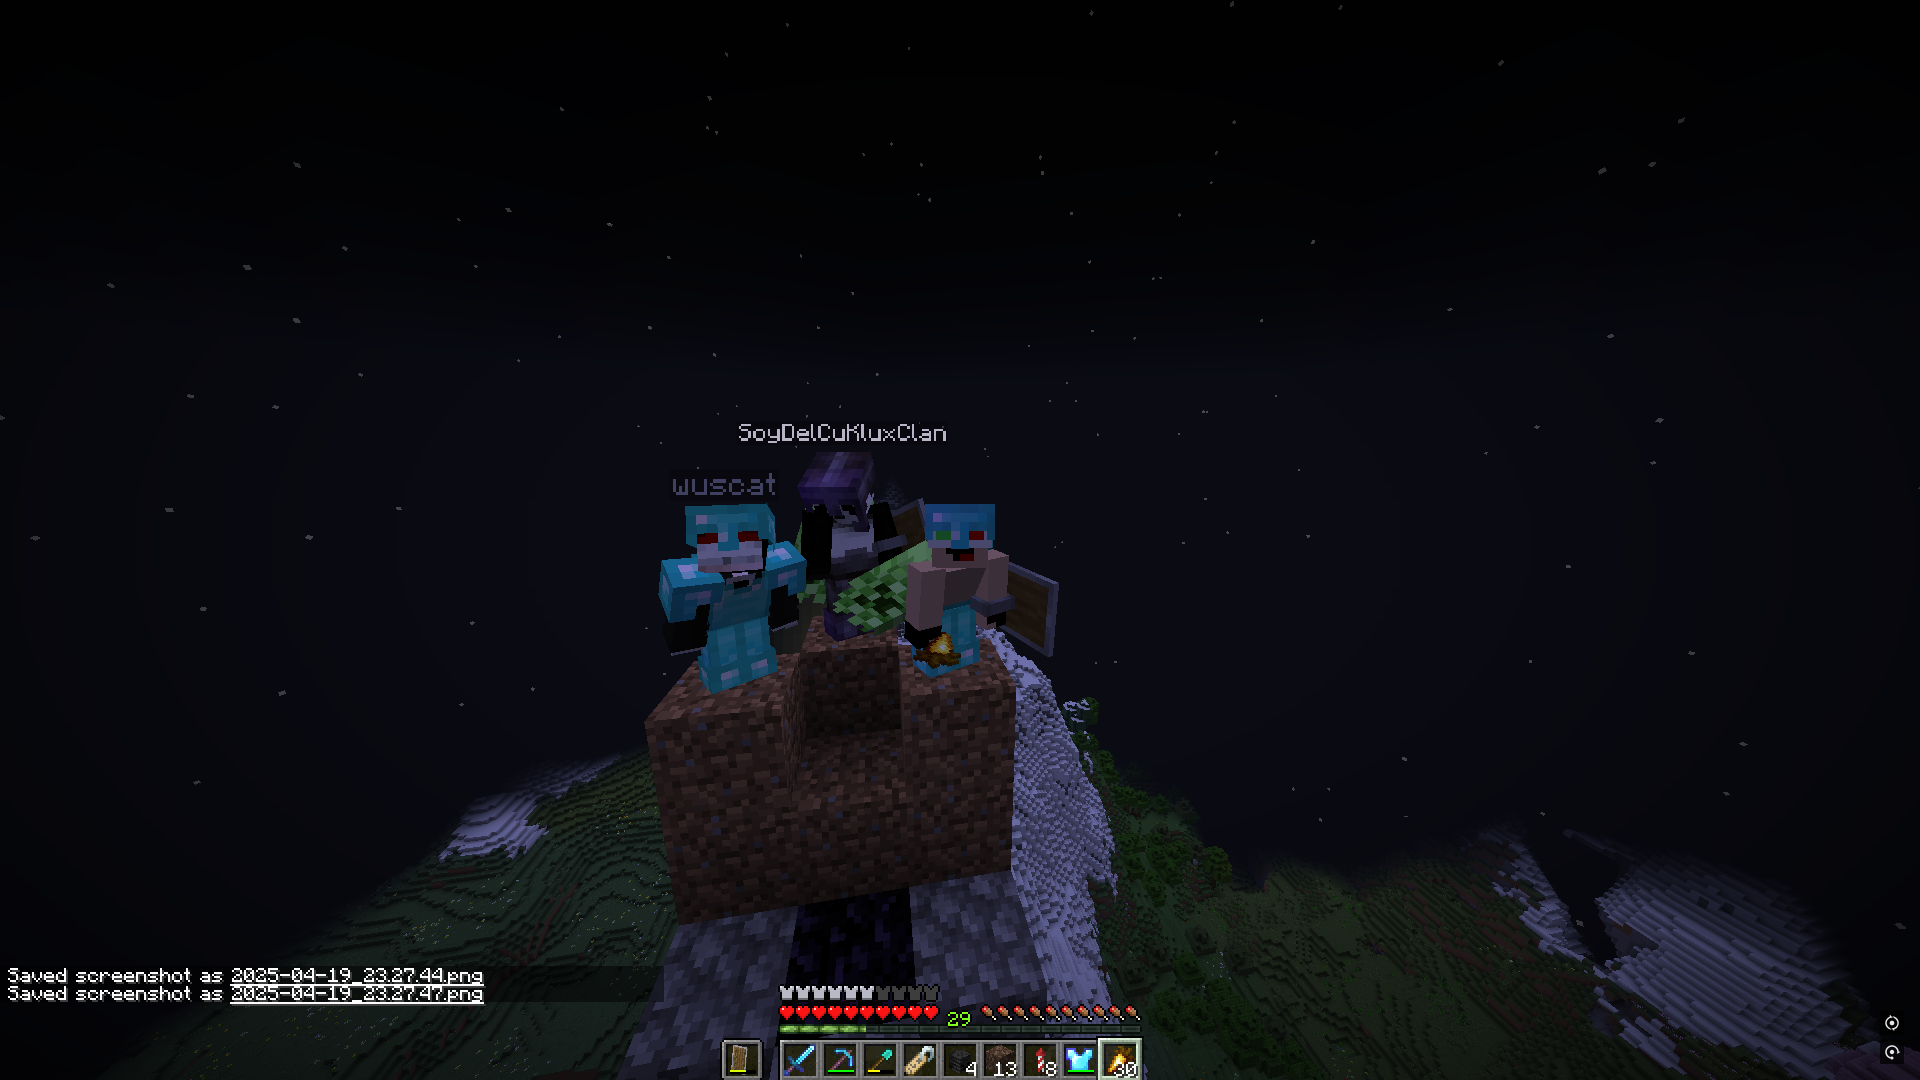 SoyDelCuKluxClan
wuscat
Saved screenshot as 2025-04-19_23.27.44.png
Saved screenshot as 2025-04-19_23.27.47.png
29
4 13 8 30